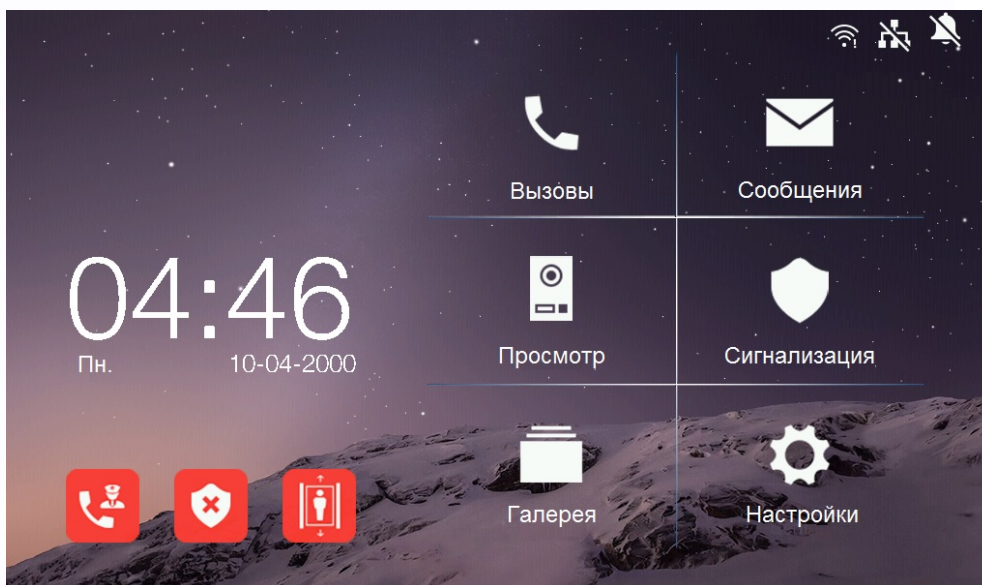 Вызовы
Сообщения
04:46
Пн.
10-04-2000
Просмотр
Сигнализация
Галерея
Настройки